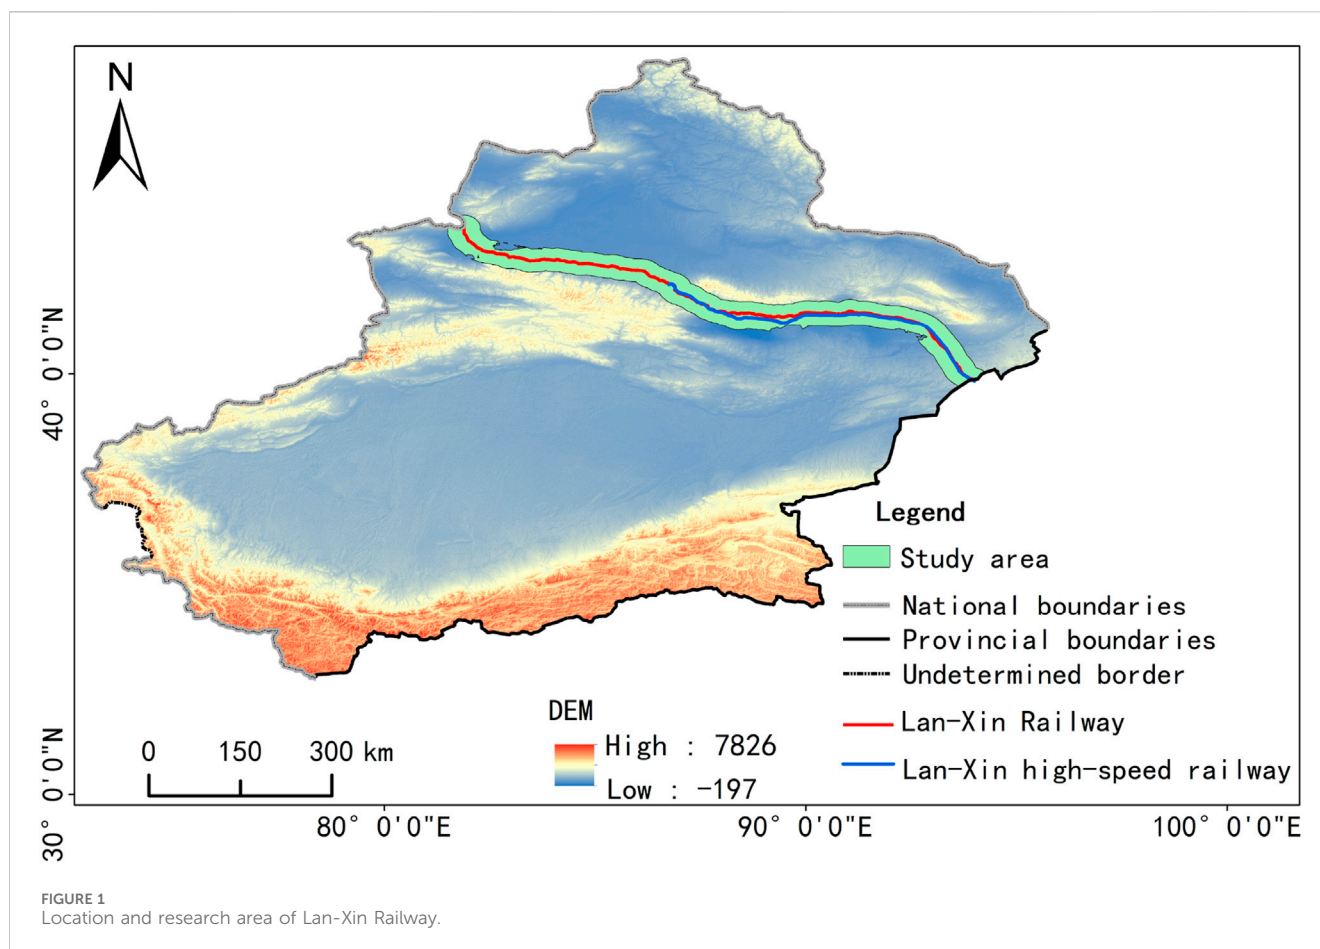 N
40° 0'0"N
30° 0'0"N
Legend
Study area
National boundaries
Provincial boundaries
Undetermined border
Lan-Xin Railway
Lan-Xin high-speed railway
DEM
High : 7826
Low : -197
0 150 300 km
80° 0'0"E 90° 0'0"E 100° 0'0"E
FIGURE 1
Location and research area of Lan-Xin Railway.